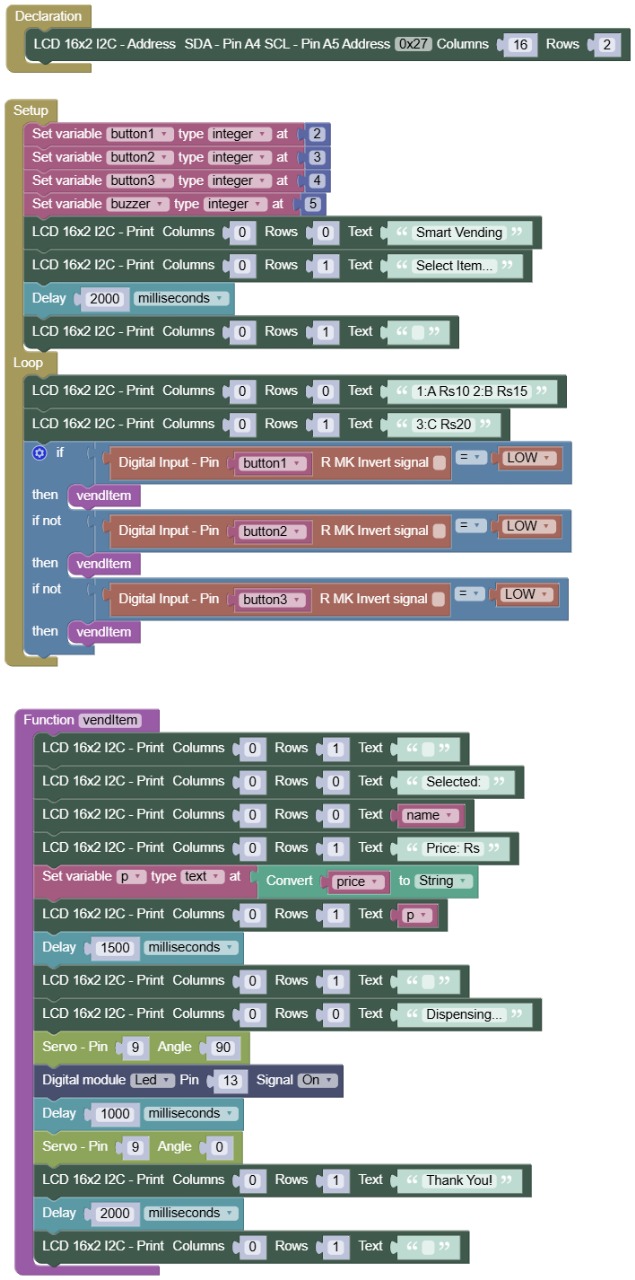 Declaration
LCD 16x2 I2C - Address SDA - Pin A4 SCL - Pin A5 Address 0x27 Columns 16 Rows 2
Setup
Set variable button1 type integer at 2
Set variable button2 type integer at 3
Set variable button3 type integer at 4
Set variable buzzer type integer at 5
LCD 16x2 I2C - Print Columns 0 Rows 0 Text “ Smart Vending ”
LCD 16x2 I2C - Print Columns 0 Rows 1 Text “ Select Item... ”
Delay 2000 milliseconds
LCD 16x2 I2C - Print Columns 0 Rows 1 Text “ ”
Loop
LCD 16x2 I2C - Print Columns 0 Rows 0 Text “ 1:A Rs10 2:B Rs15 ”
LCD 16x2 I2C - Print Columns 0 Rows 1 Text “ 3:C Rs20 ”
if Digital Input - Pin button1 R MK Invert signal = LOW
then vendItem
if not Digital Input - Pin button2 R MK Invert signal = LOW
then vendItem
if not Digital Input - Pin button3 R MK Invert signal = LOW
then vendItem
Function vendItem
LCD 16x2 I2C - Print Columns 0 Rows 1 Text “ ”
LCD 16x2 I2C - Print Columns 0 Rows 0 Text “ Selected: ”
LCD 16x2 I2C - Print Columns 0 Rows 0 Text name
LCD 16x2 I2C - Print Columns 0 Rows 1 Text “ Price: Rs ”
Set variable p type text at Convert price to String
LCD 16x2 I2C - Print Columns 0 Rows 1 Text p
Delay 1500 milliseconds
LCD 16x2 I2C - Print Columns 0 Rows 1 Text “ ”
LCD 16x2 I2C - Print Columns 0 Rows 0 Text “ Dispensing... ”
Servo - Pin 9 Angle 90
Digital module Led Pin 13 Signal On
Delay 1000 milliseconds
Servo - Pin 9 Angle 0
LCD 16x2 I2C - Print Columns 0 Rows 1 Text “ Thank You! ”
Delay 2000 milliseconds
LCD 16x2 I2C - Print Columns 0 Rows 1 Text “ ”